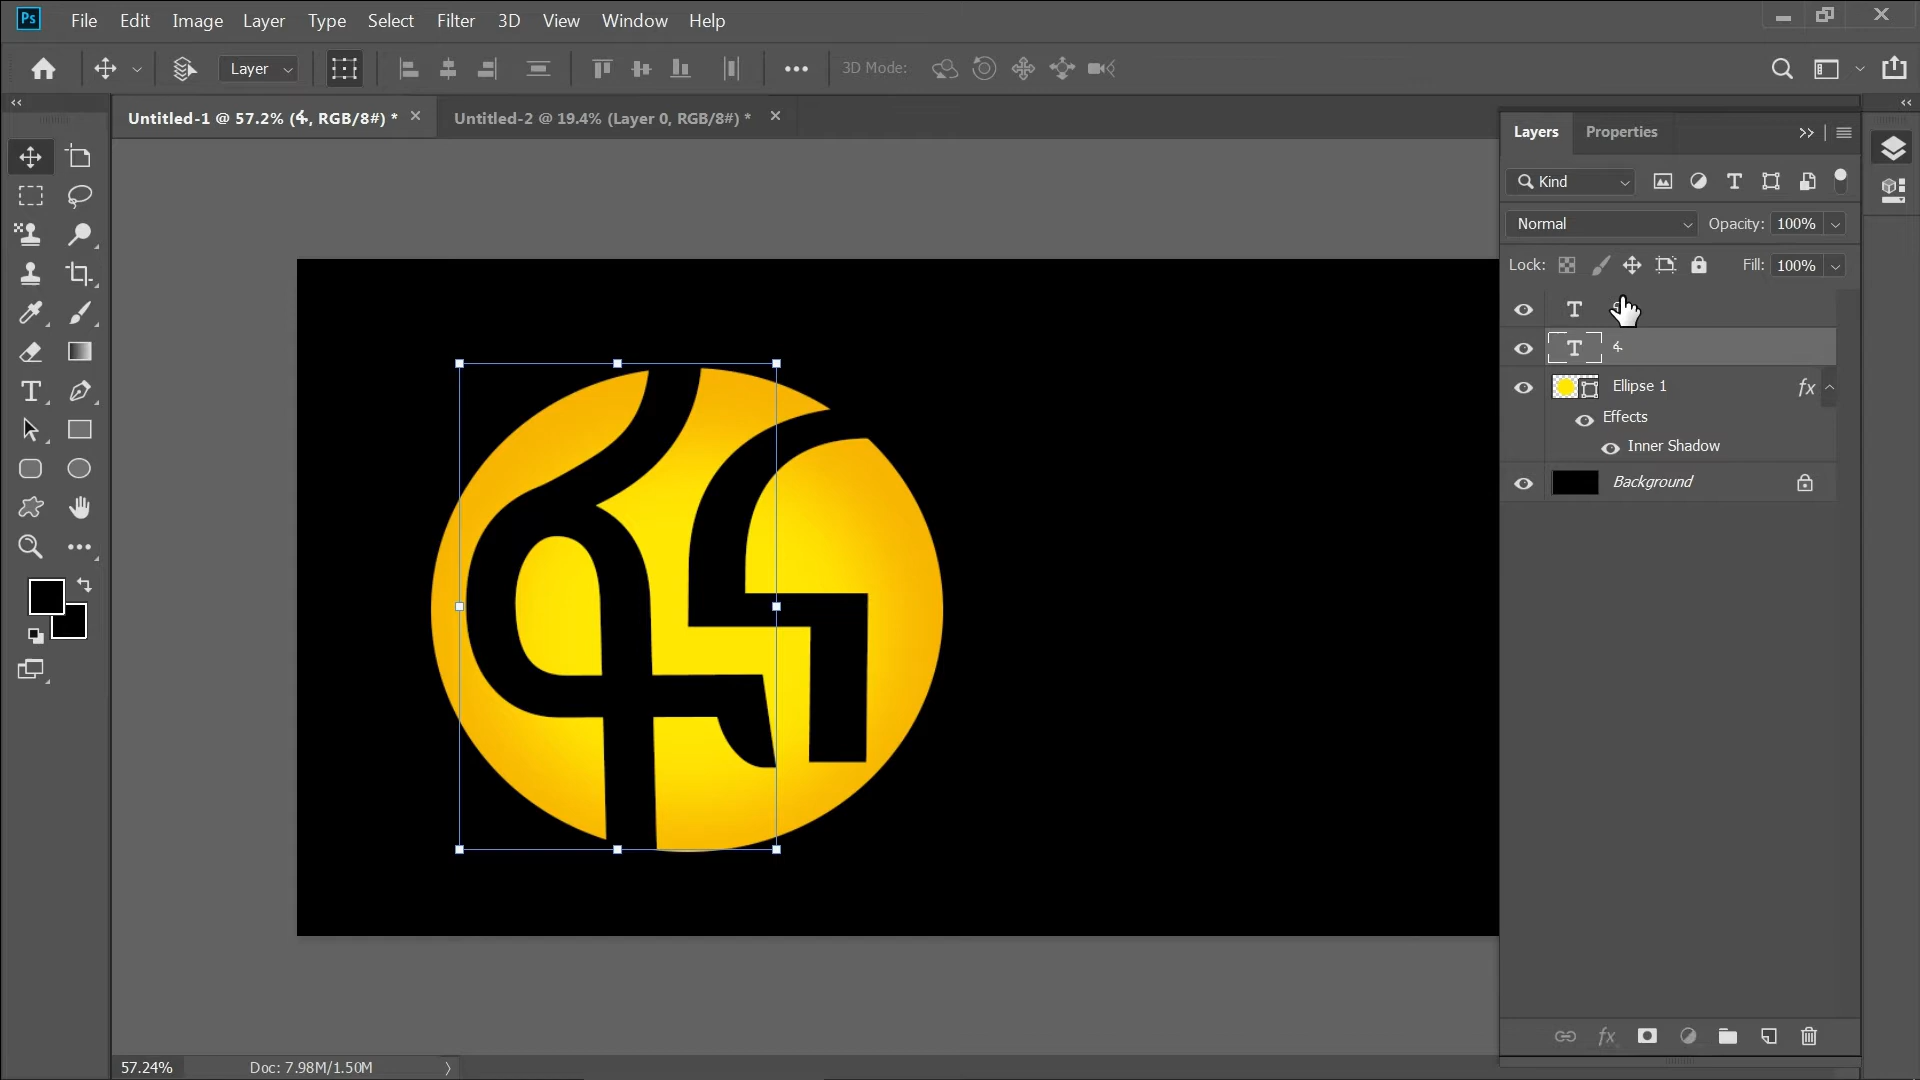 Ps File Edit Image Layer Type Select Filter 3D View Window Help
Layer 3D Mode:
Untitled-1 @ 57.2% (ፋ, RGB/8#) * Untitled-2 @ 19.4% (Layer 0, RGB/8#) *
Layers Properties
Kind
Normal Opacity: 100%
Lock: Fill: 100%
ፋ
Ellipse 1 fx
Effects
Inner Shadow
Background
57.24% Doc: 7.98M/1.50M